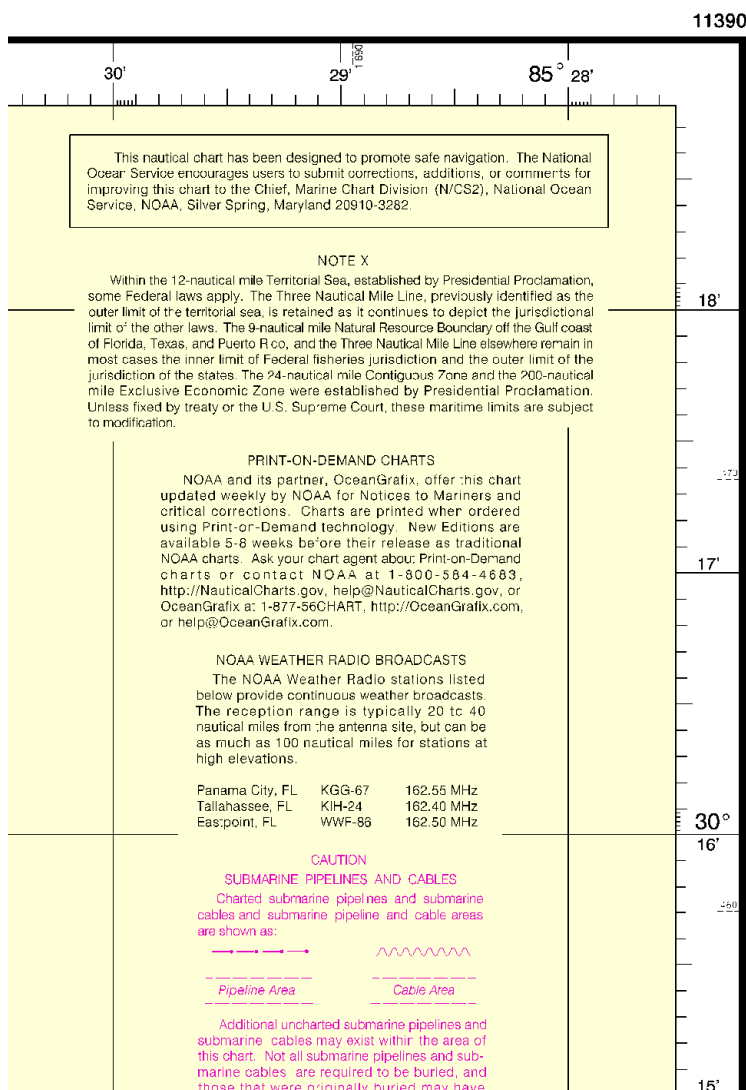 11390
1 690
30' 29' 85° 28'
This nautical chart has been designed to promote safe navigation. The National
Ocean Service encourages users to submit corrections, additions, or comments for
improving this chart to the Chief, Marine Chart Division (N/CS2), National Ocean
Service, NOAA, Silver Spring, Maryland 20910-3282.
NOTE X
Within the 12-nautical mile Territorial Sea, established by Presidential Proclamation,
some Federal laws apply. The Three Nautical Mile Line, previously identified as the
outer limit of the territorial sea, is retained as it continues to depict the jurisdictional
limit of the other laws. The 9-nautical mile Natural Resource Boundary off the Gulf coast
of Florida, Texas, and Puerto Rico, and the Three Nautical Mile Line elsewhere remain in
most cases the inner limit of Federal fisheries jurisdiction and the outer limit of the
jurisdiction of the states. The 24-nautical mile Contiguous Zone and the 200-nautical
mile Exclusive Economic Zone were established by Presidential Proclamation.
Unless fixed by treaty or the U.S. Supreme Court, these maritime limits are subject
to modification.
18'
PRINT-ON-DEMAND CHARTS
NOAA and its partner, OceanGrafix, offer this chart
updated weekly by NOAA for Notices to Mariners and
critical corrections. Charts are printed when ordered
using Print-on-Demand technology. New Editions are
available 5-8 weeks before their release as traditional
NOAA charts. Ask your chart agent about Print-on-Demand
charts or contact NOAA at 1-800-584-4683,
http://NauticalCharts.gov, help@NauticalCharts.gov, or
OceanGrafix at 1-877-56CHART, http://OceanGrafix.com,
or help@OceanGrafix.com.
17'
NOAA WEATHER RADIO BROADCASTS
The NOAA Weather Radio stations listed
below provide continuous weather broadcasts.
The reception range is typically 20 to 40
nautical miles from the antenna site, but can be
as much as 100 nautical miles for stations at
high elevations.
Panama City, FL KGG-67 162.55 MHz
Tallahassee, FL KIH-24 162.40 MHz
Eastpoint, FL WWF-86 162.50 MHz
30°
16'
CAUTION
SUBMARINE PIPELINES AND CABLES
Charted submarine pipelines and submarine
cables and submarine pipeline and cable areas
are shown as:
Pipeline Area Cable Area
Additional uncharted submarine pipelines and
submarine cables may exist within the area of
this chart. Not all submarine pipelines and sub-
marine cables are required to be buried, and
those that were originally buried may have
15'